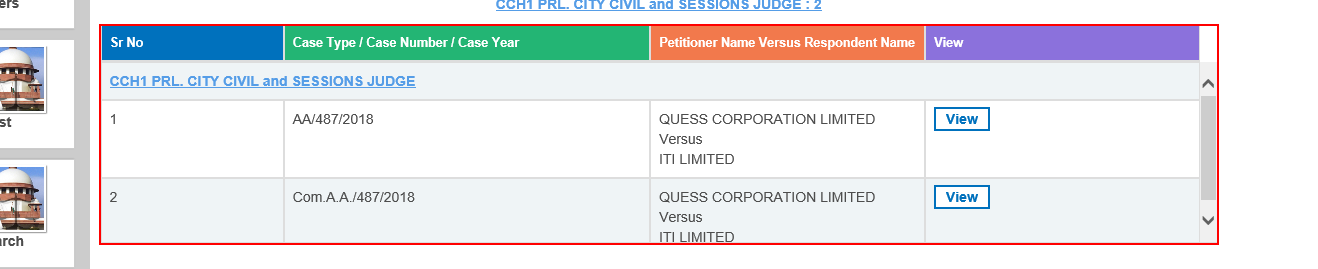 ers
CCH1 PRL. CITY CIVIL and SESSIONS JUDGE : 2
Sr No Case Type / Case Number / Case Year Petitioner Name Versus Respondent Name View
CCH1 PRL. CITY CIVIL and SESSIONS JUDGE
1 AA/487/2018 QUESS CORPORATION LIMITED View
Versus
ITI LIMITED
st
2 Com.A.A./487/2018 QUESS CORPORATION LIMITED View
Versus
ITI LIMITED
arch